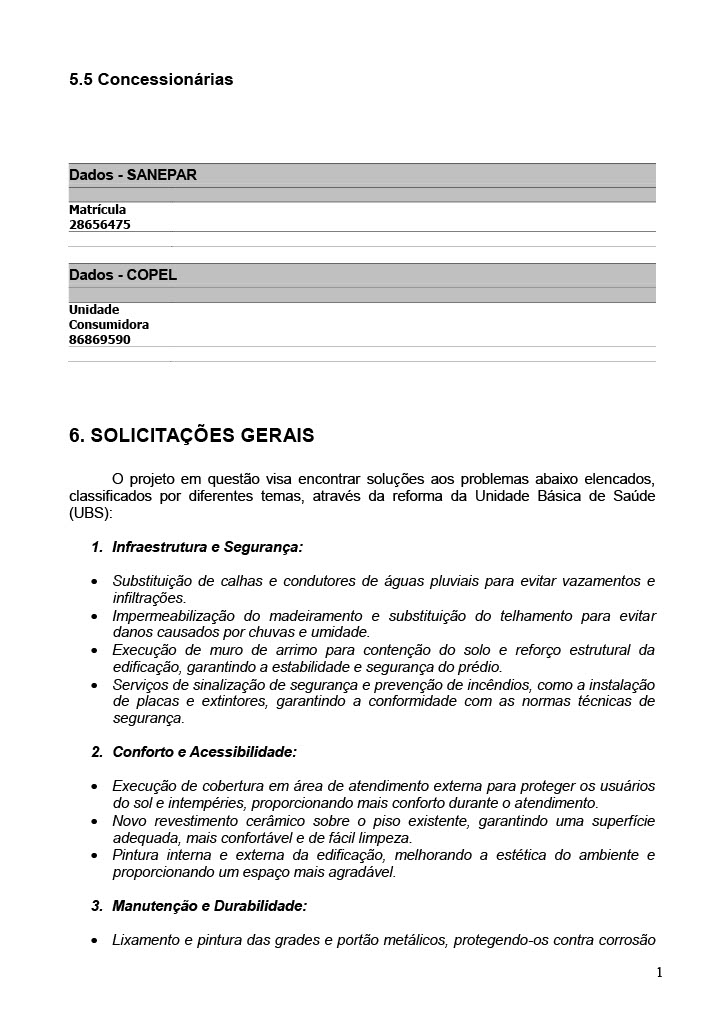 5.5 Concessionárias
Dados - SANEPAR
Matrícula
28656475
Dados - COPEL
Unidade
Consumidora
86869590
6. SOLICITAÇÕES GERAIS
O projeto em questão visa encontrar soluções aos problemas abaixo elencados,
classificados por diferentes temas, através da reforma da Unidade Básica de Saúde
(UBS):
1. Infraestrutura e Segurança:
• Substituição de calhas e condutores de águas pluviais para evitar vazamentos e
infiltrações.
• Impermeabilização do madeiramento e substituição do telhamento para evitar
danos causados por chuvas e umidade.
• Execução de muro de arrimo para contenção do solo e reforço estrutural da
edificação, garantindo a estabilidade e segurança do prédio.
• Serviços de sinalização de segurança e prevenção de incêndios, como a instalação
de placas e extintores, garantindo a conformidade com as normas técnicas de
segurança.
2. Conforto e Acessibilidade:
• Execução de cobertura em área de atendimento externa para proteger os usuários
do sol e intempéries, proporcionando mais conforto durante o atendimento.
• Novo revestimento cerâmico sobre o piso existente, garantindo uma superfície
adequada, mais confortável e de fácil limpeza.
• Pintura interna e externa da edificação, melhorando a estética do ambiente e
proporcionando um espaço mais agradável.
3. Manutenção e Durabilidade:
• Lixamento e pintura das grades e portão metálicos, protegendo-os contra corrosão
1